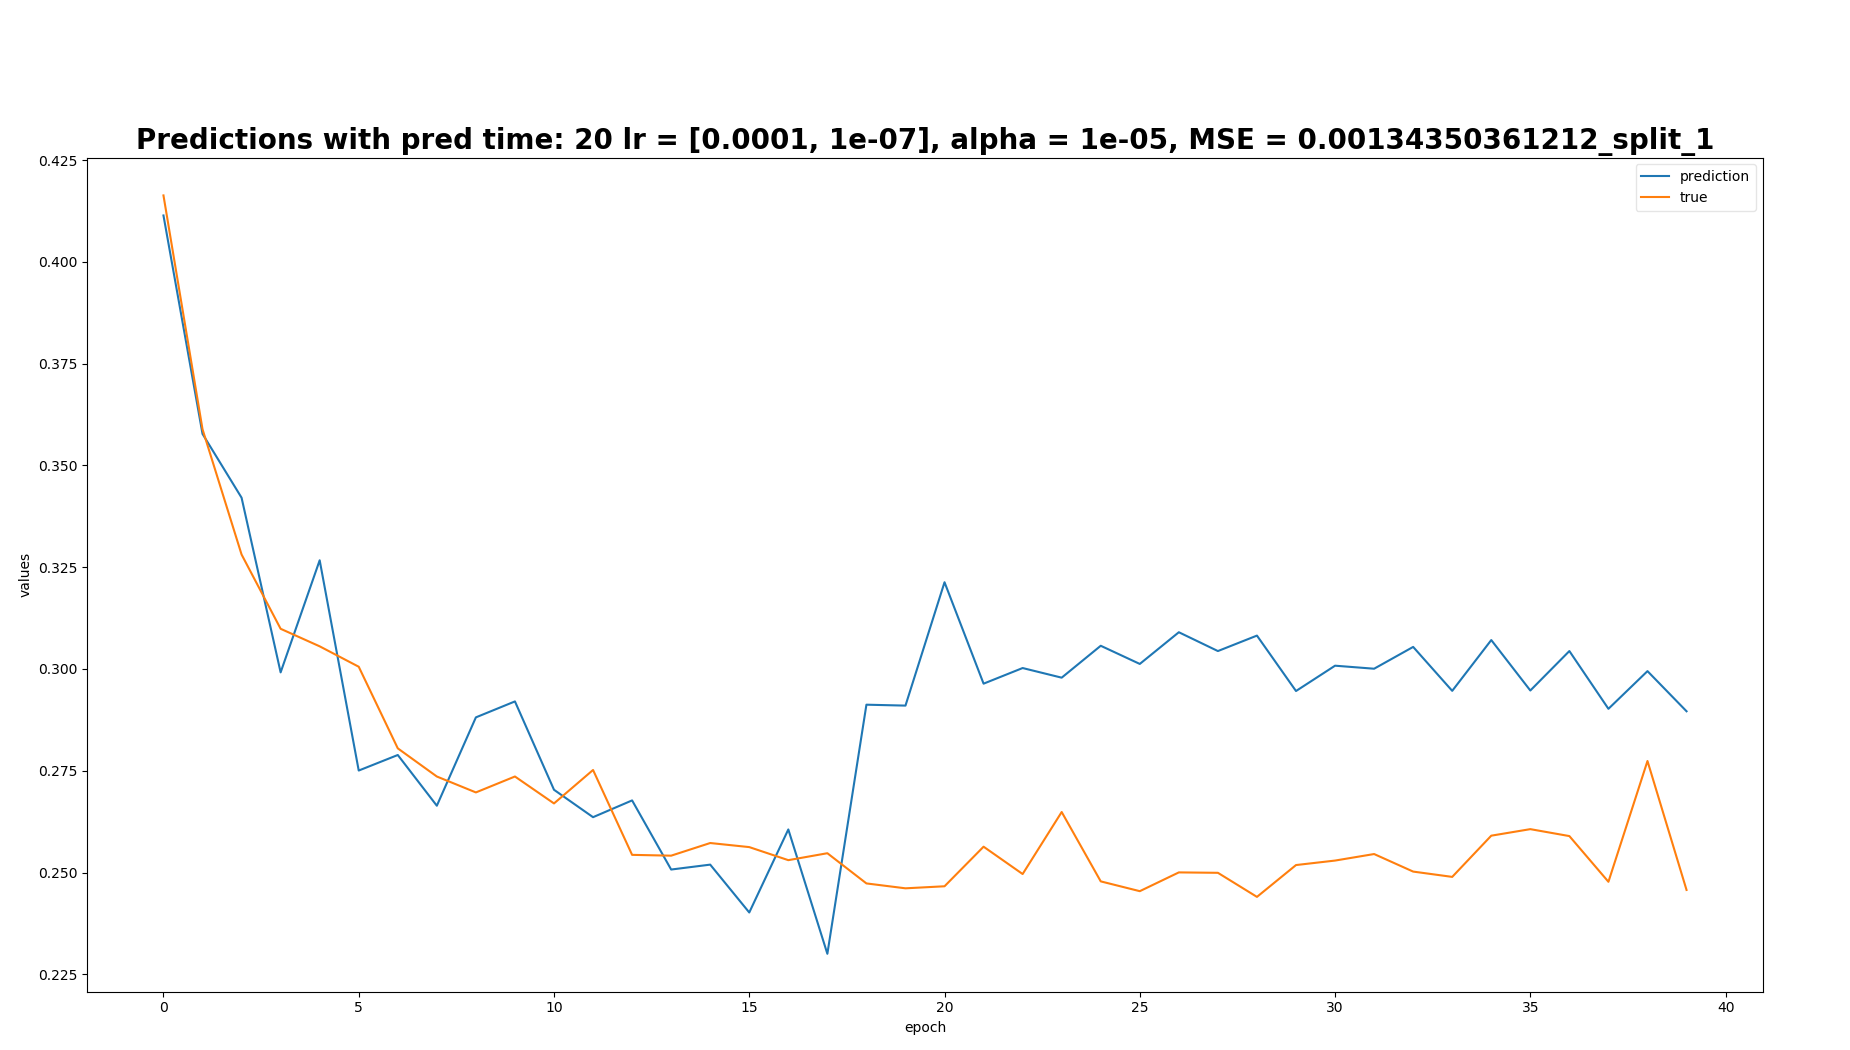 Predictions with pred time: 20 lr = [0.0001, 1e-07], alpha = 1e-05, MSE = 0.00134350361212_split_1
prediction
true
0.425
0.400
0.375
0.350
0.325
0.300
0.275
0.250
0.225
values
0 5 10 15 20 25 30 35 40
epoch